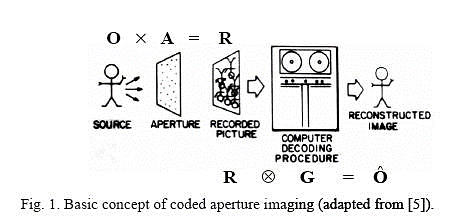 O × A = R
SOURCE
APERTURE
RECORDED
PICTURE
COMPUTER
DECODING
PROCEDURE
RECONSTRUCTED
IMAGE
R ⊗ G = Ô
Fig. 1. Basic concept of coded aperture imaging (adapted from [5]).